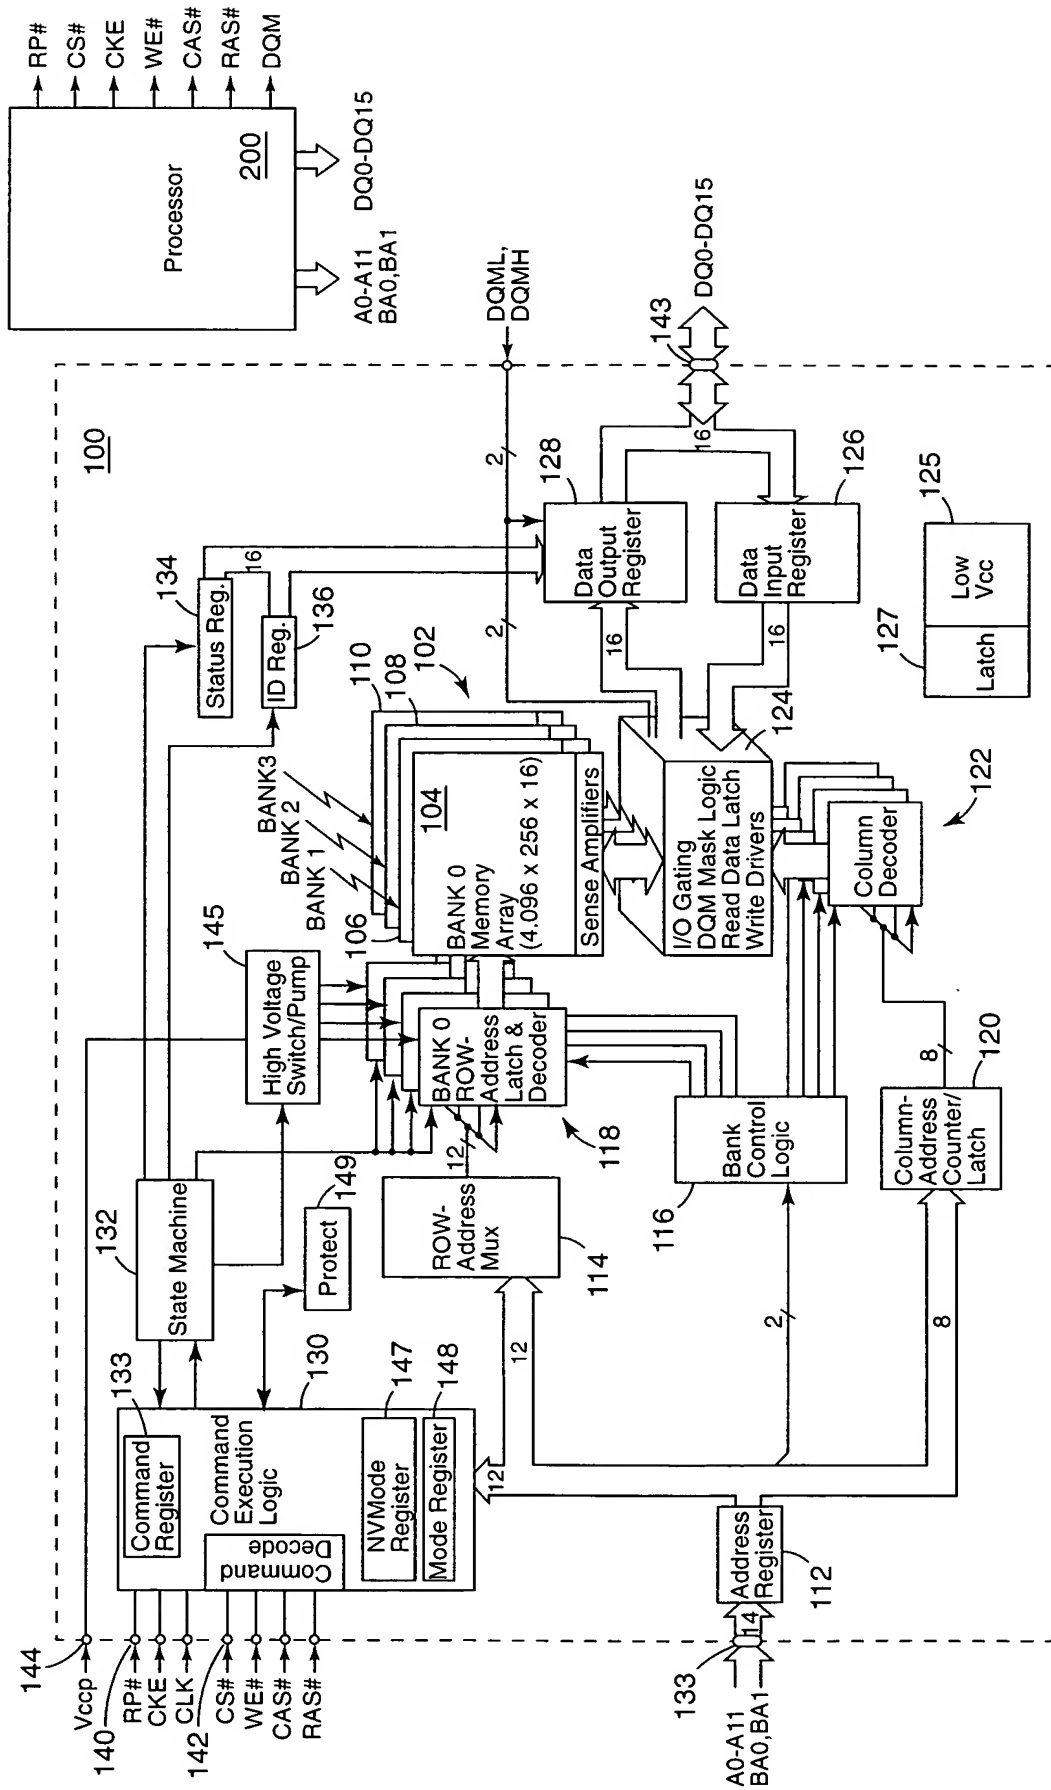 Processor
200
RP#
CS#
CKE
WE#
CAS#
RAS#
DQM
A0-A11
BA0,BA1
DQ0-DQ15
100
144
Vccp
140
RP#
CKE
CLK
142
CS#
WE#
CAS#
RAS#
133
Command
Register
Command
Execution
Logic
Command
Decode
130
NVMode
Register
147
Mode Register
148
132
State Machine
149
Protect
145
High Voltage
Switch/Pump
134
Status Reg.
16
ID Reg.
136
BANK3
BANK 2
BANK 1
110
108
102
106
104
BANK 0
Memory
Array
(4.096 x 256 x 16)
Sense Amplifiers
BANK 0
ROW-
Address
Latch &
Decoder
118
12
ROW-
Address
Mux
114
12
12
2
2
DQML,
DQMH
128
Data
Output
Register
16
16
143
DQ0-DQ15
Data
Input
Register
126
16
124
I/O Gating
DQM Mask Logic
Read Data Latch
Write Drivers
Column
Decoder
122
Bank
Control
Logic
116
2
8
Column-
Address
Counter/
Latch
120
8
127
Latch
Low
Vcc
125
A0-A11
BA0,BA1
133
14
Address
Register
112